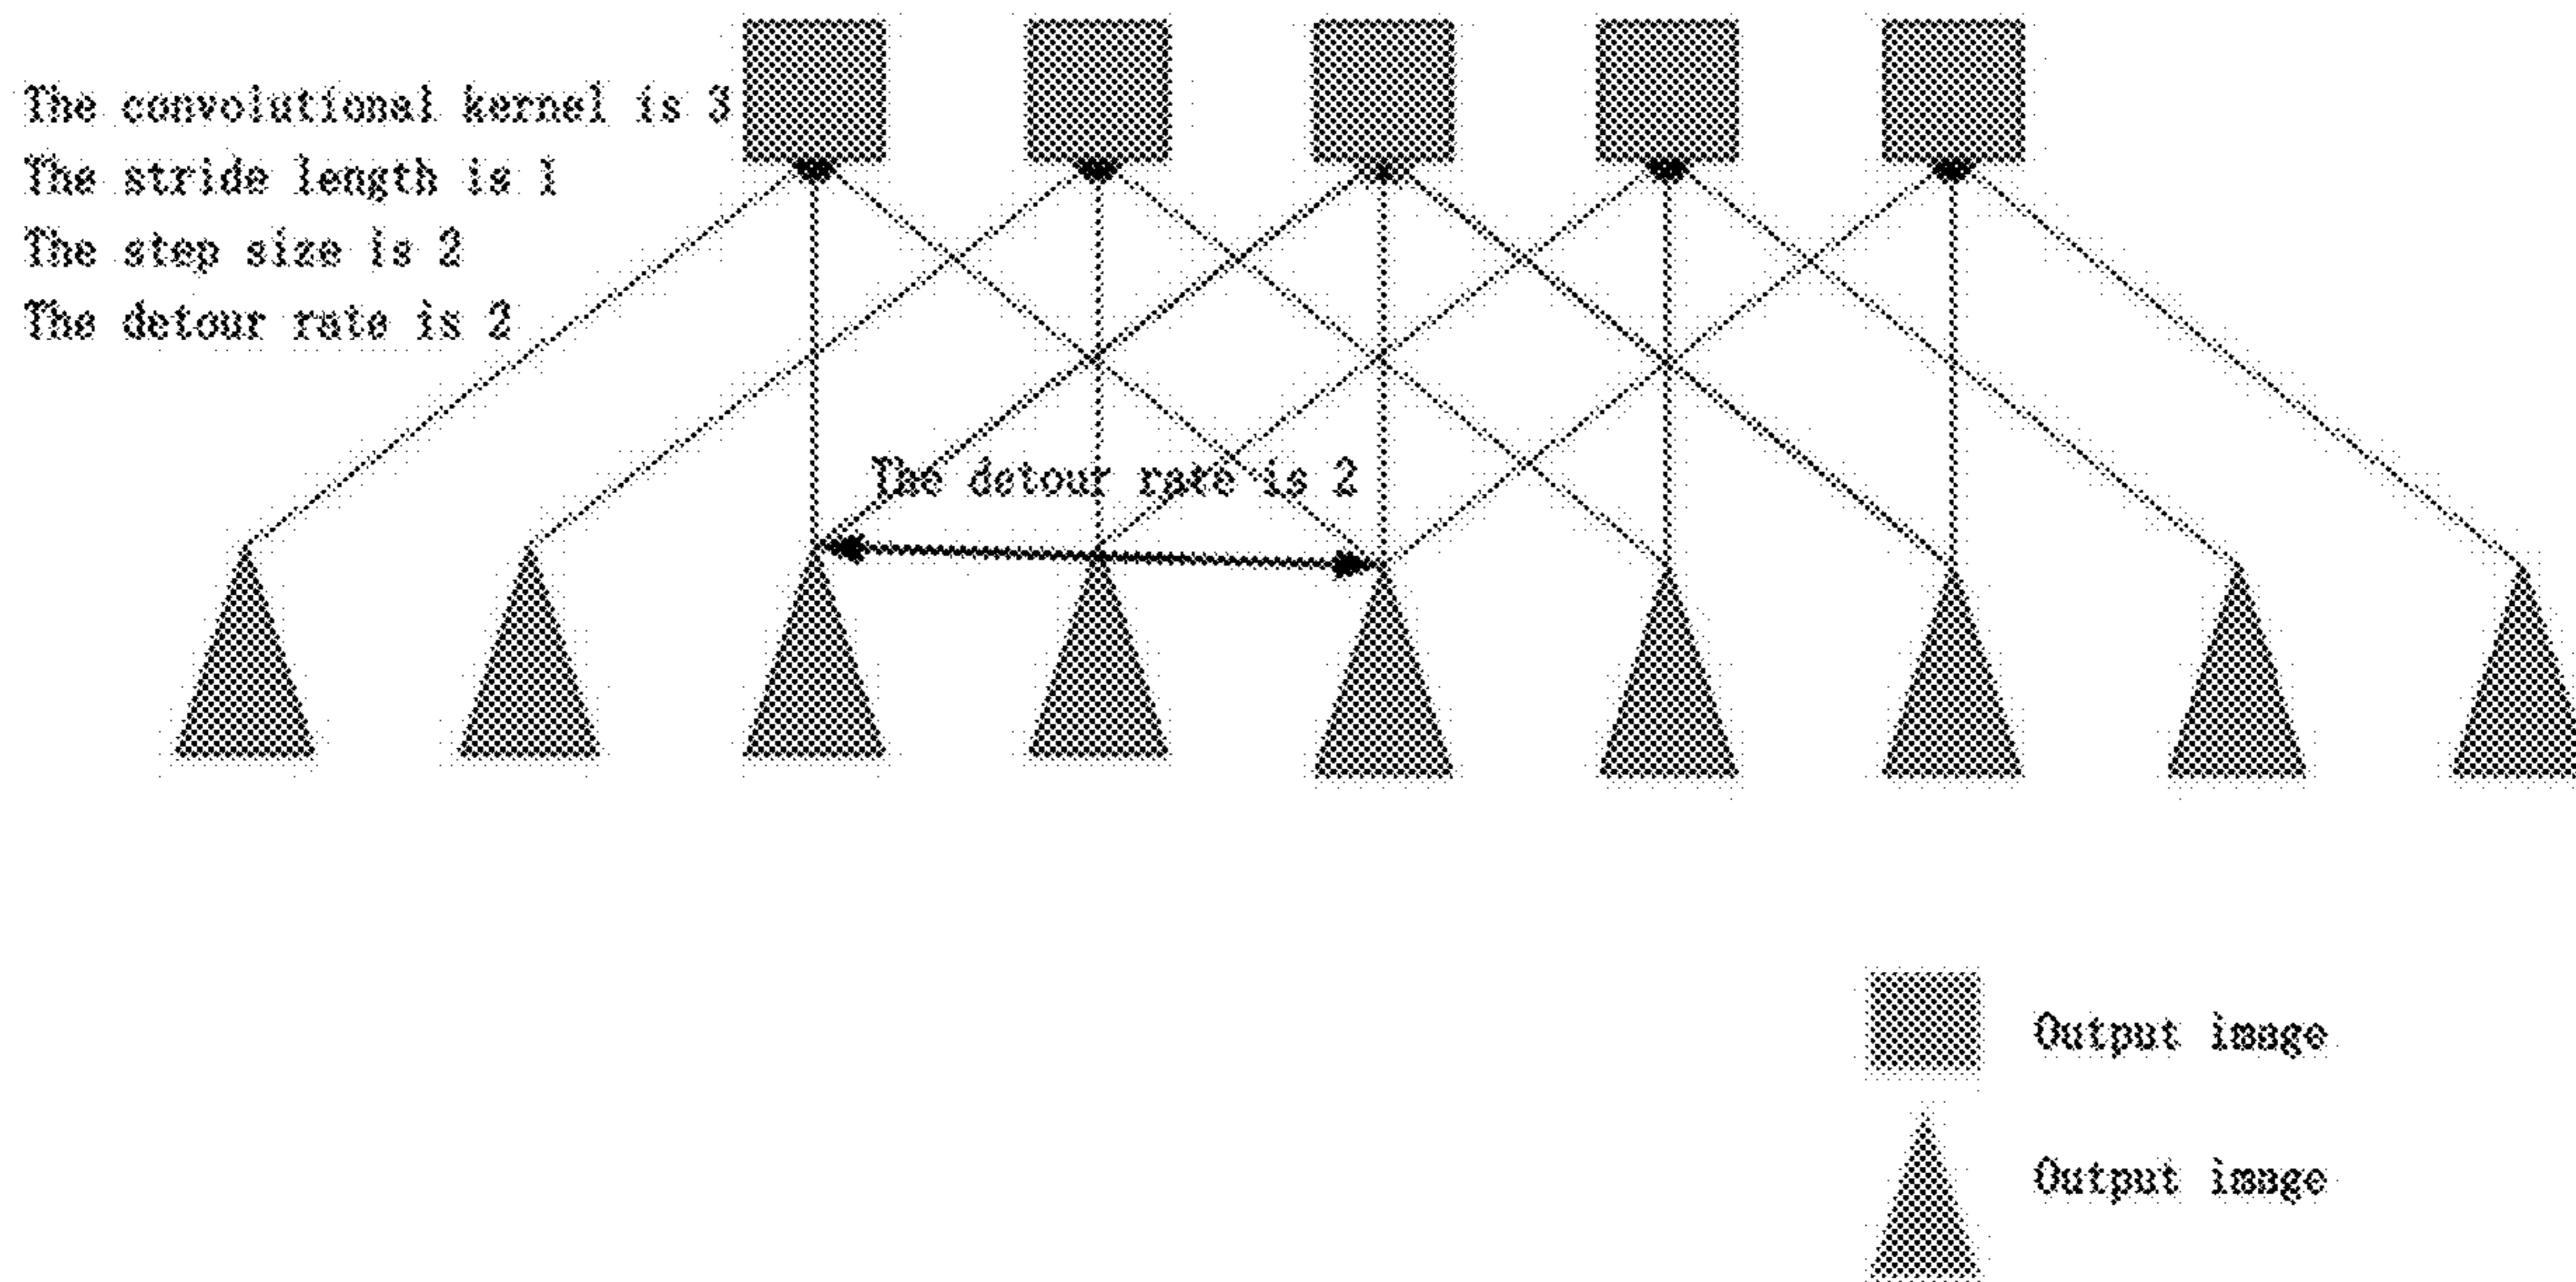 The convolutional kernel is 3
The stride length is 1
The step size is 2
The detour rate is 2
The detour rate is 2
Output image
Output image